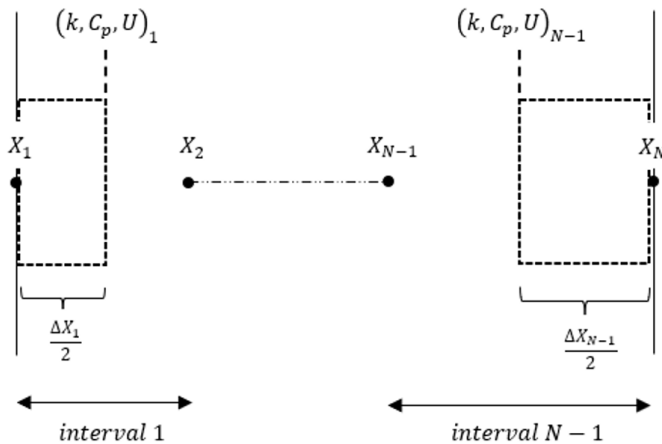 (k, C_p, U)_1
(k, C_p, U)_{N−1}
X_1
X_2
X_{N−1}
X_N
ΔX_1
2
ΔX_{N−1}
2
interval 1
interval N − 1